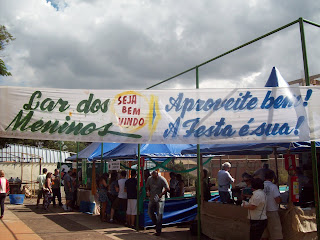 Lar dos
Meninos
SEJA
BEM
VINDO
Aproveite bem!
A Festa é sua!